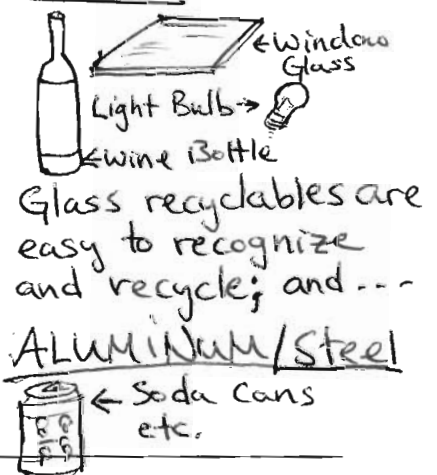 ←Window
Glass
Light Bulb→
←Wine Bottle
Glass recyclables are
easy to recognize
and recycle; and ....
ALUMINUM/Steel
← Soda Cans
etc.